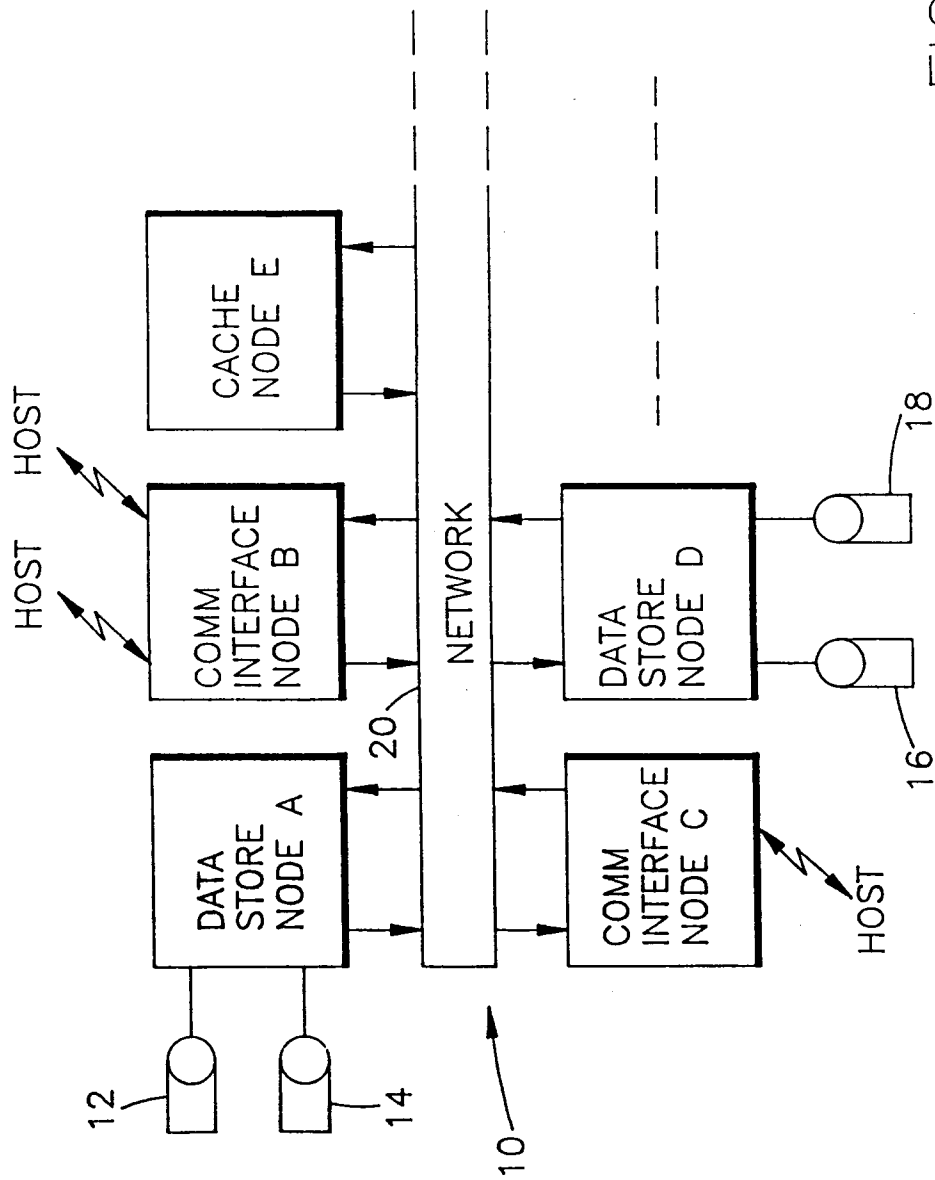 HOST
HOST
DATA
STORE
NODE A
COMM
INTERFACE
NODE B
CACHE
NODE E
12
14
20
NETWORK
10
COMM
INTERFACE
NODE C
DATA
STORE
NODE D
HOST
16
18